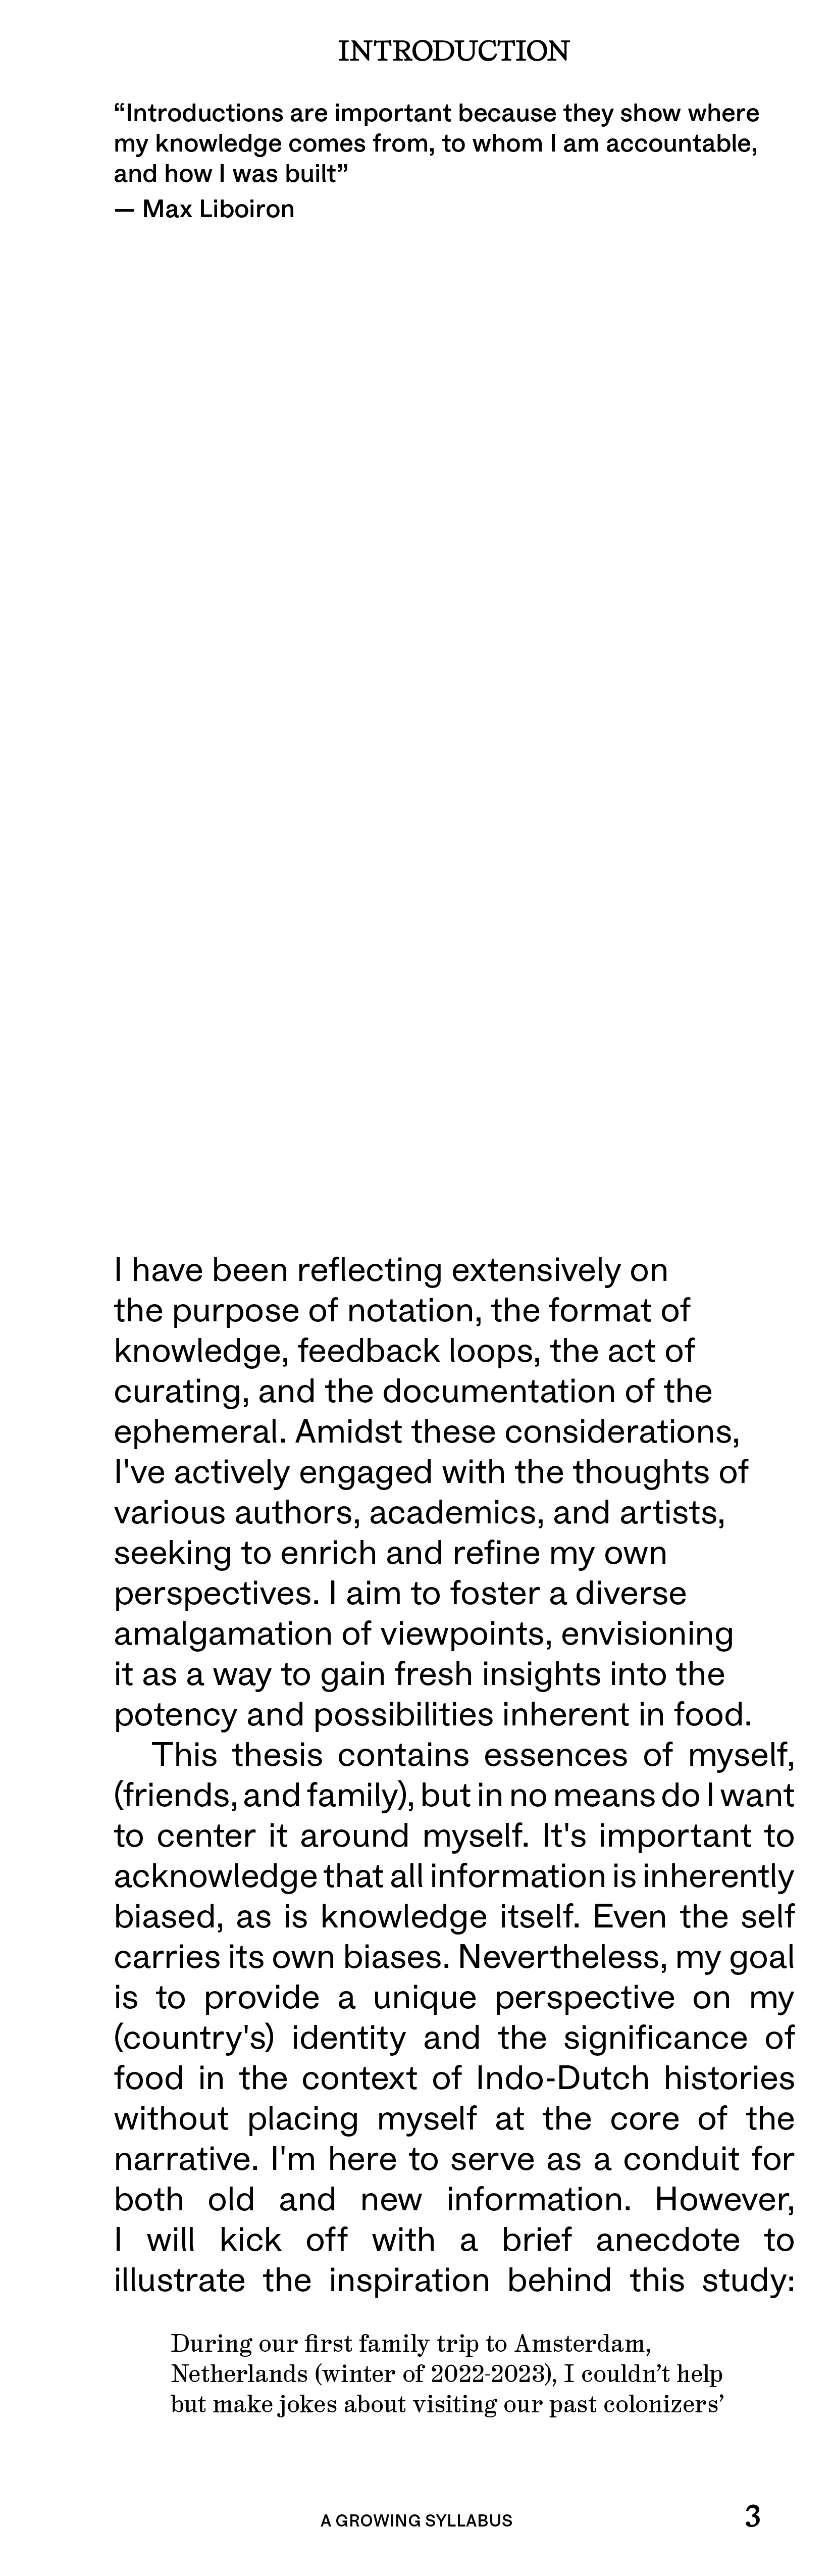 INTRODUCTION
“Introductions are important because they show where
my knowledge comes from, to whom I am accountable,
and how I was built”
— Max Liboiron
I have been reflecting extensively on
the purpose of notation, the format of
knowledge, feedback loops, the act of
curating, and the documentation of the
ephemeral. Amidst these considerations,
I've actively engaged with the thoughts of
various authors, academics, and artists,
seeking to enrich and refine my own
perspectives. I aim to foster a diverse
amalgamation of viewpoints, envisioning
it as a way to gain fresh insights into the
potency and possibilities inherent in food.
This thesis contains essences of myself,
(friends, and family), but in no means do I want
to center it around myself. It's important to
acknowledge that all information is inherently
biased, as is knowledge itself. Even the self
carries its own biases. Nevertheless, my goal
is to provide a unique perspective on my
(country's) identity and the significance of
food in the context of Indo-Dutch histories
without placing myself at the core of the
narrative. I'm here to serve as a conduit for
both old and new information. However,
I will kick off with a brief anecdote to
illustrate the inspiration behind this study:
During our first family trip to Amsterdam,
Netherlands (winter of 2022-2023), I couldn’t help
but make jokes about visiting our past colonizers’
A GROWING SYLLABUS
3